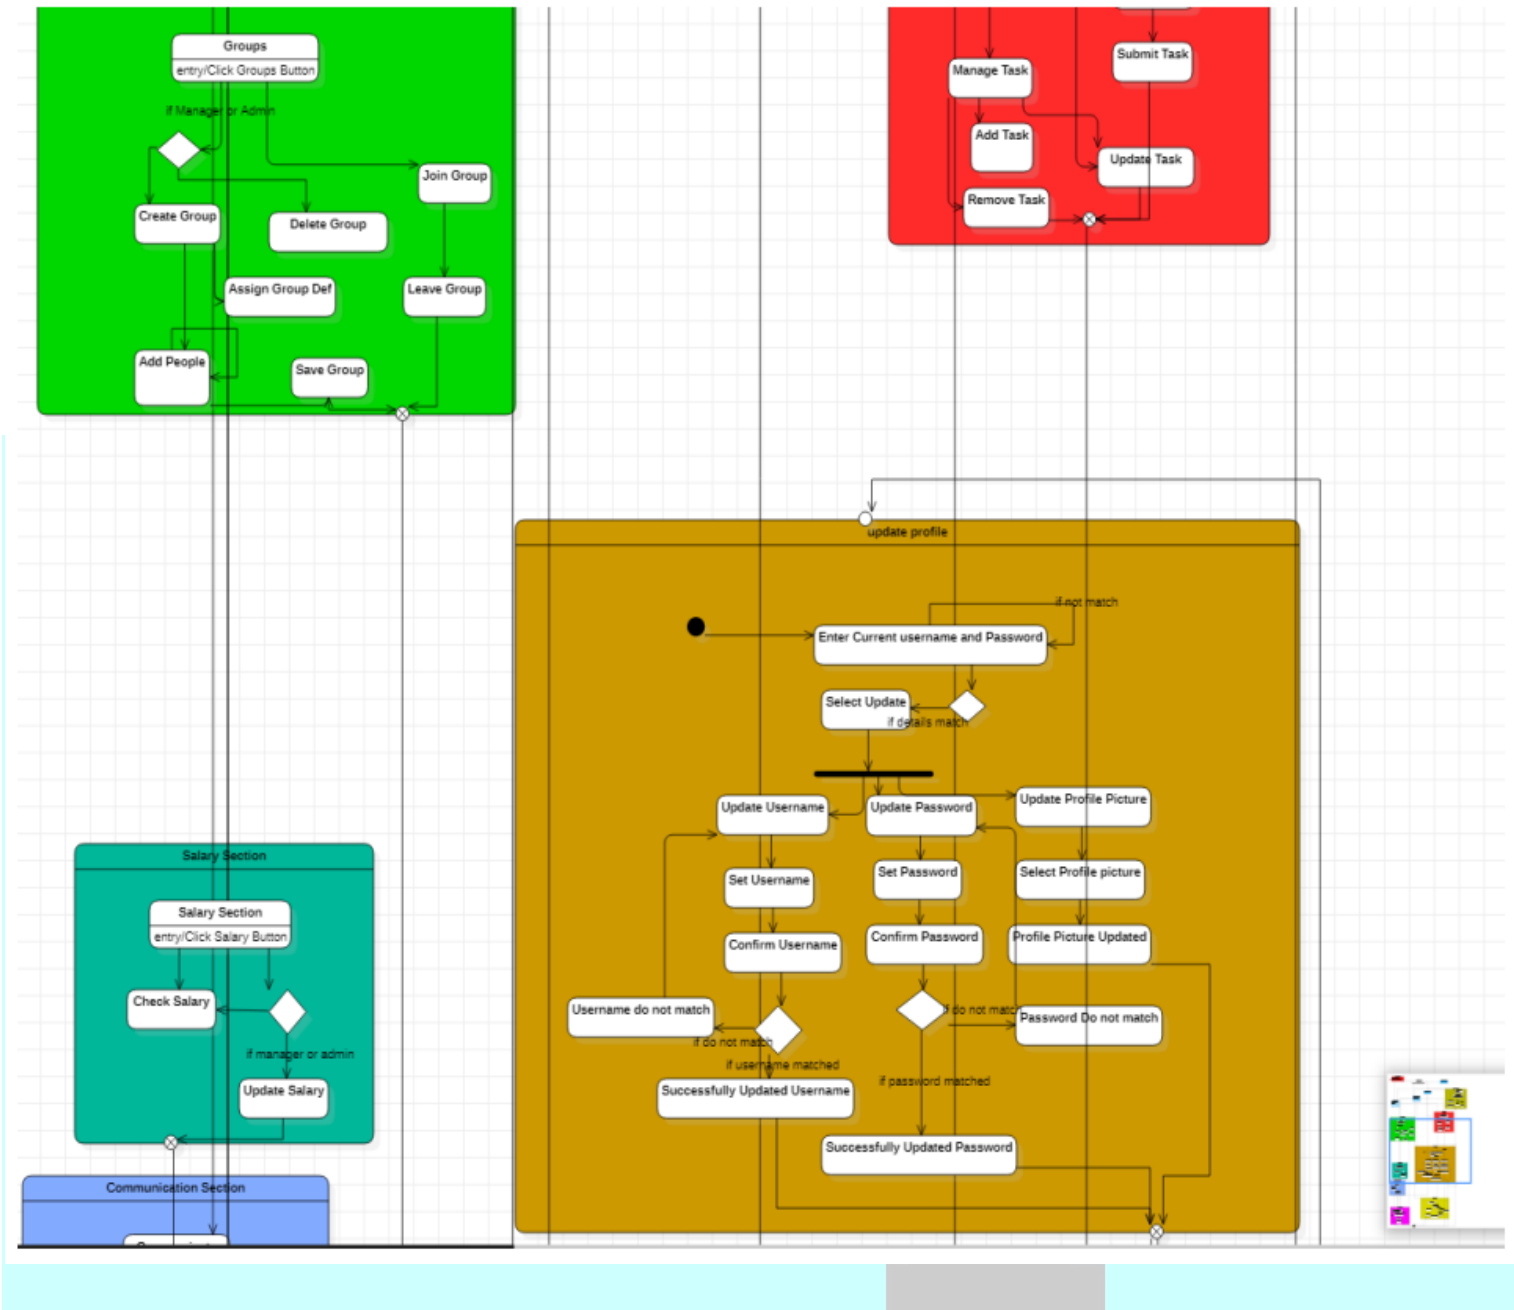 Groups
entry/Click Groups Button
if Manager or Admin
Join Group
Create Group
Delete Group
Assign Group Def
Leave Group
Add People
Save Group
Submit Task
Manage Task
Add Task
Update Task
Remove Task
update profile
if not match
Enter Current username and Password
Select Update
if details match
Update Username
Update Password
Update Profile Picture
Set Username
Set Password
Select Profile picture
Confirm Username
Confirm Password
Profile Picture Updated
Username do not match
if do not match
if do not match
Password Do not match
if username matched
if password matched
Successfully Updated Username
Successfully Updated Password
Salary Section
Salary Section
entry/Click Salary Button
Check Salary
if manager or admin
Update Salary
Communication Section